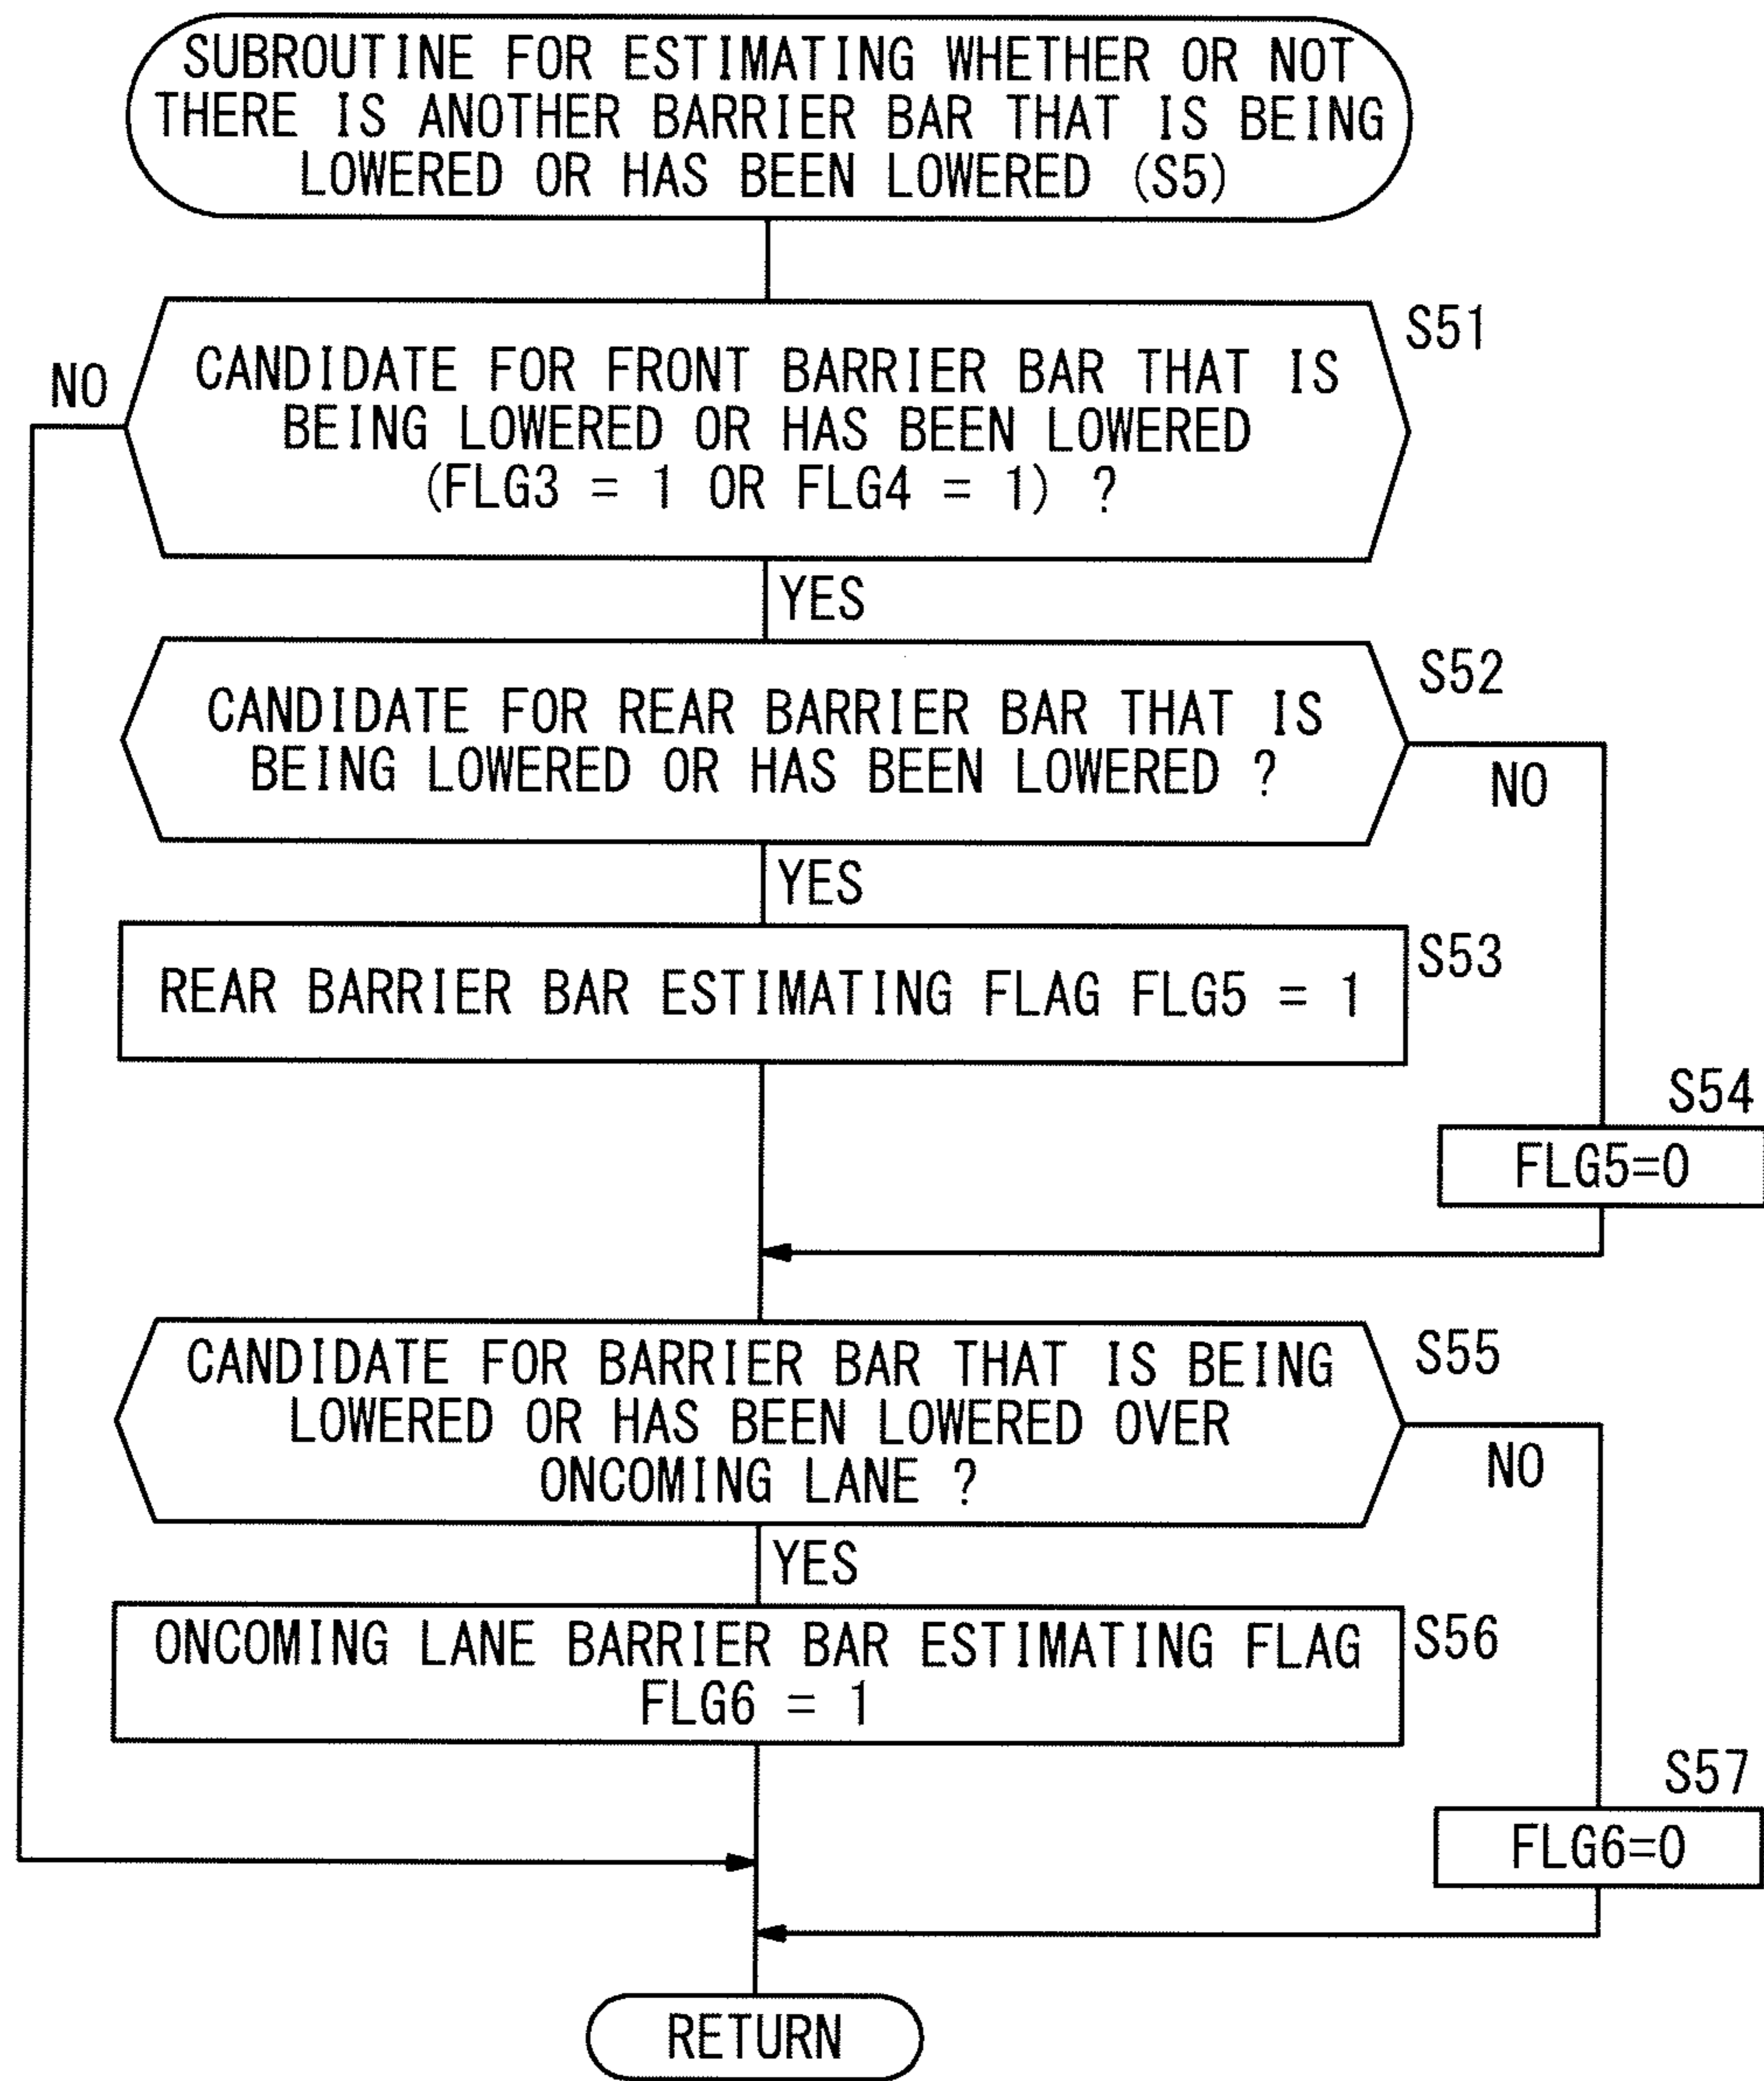 SUBROUTINE FOR ESTIMATING WHETHER OR NOT
THERE IS ANOTHER BARRIER BAR THAT IS BEING
LOWERED OR HAS BEEN LOWERED (S5)
S51
NO
CANDIDATE FOR FRONT BARRIER BAR THAT IS
BEING LOWERED OR HAS BEEN LOWERED
(FLG3 = 1 OR FLG4 = 1) ?
YES
S52
CANDIDATE FOR REAR BARRIER BAR THAT IS
BEING LOWERED OR HAS BEEN LOWERED ?
NO
YES
S53
REAR BARRIER BAR ESTIMATING FLAG FLG5 = 1
S54
FLG5=0
S55
CANDIDATE FOR BARRIER BAR THAT IS BEING
LOWERED OR HAS BEEN LOWERED OVER
ONCOMING LANE ?
NO
YES
S56
ONCOMING LANE BARRIER BAR ESTIMATING FLAG
FLG6 = 1
S57
FLG6=0
RETURN